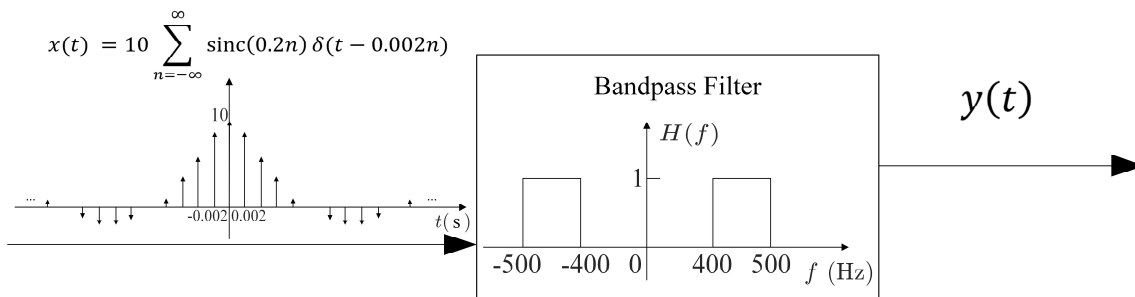 x(t) = 10 ∑_{n=-∞}^{∞} sinc(0.2n) δ(t − 0.002n)
10
... ...
-0.002 0.002
t(s)
Bandpass Filter
H(f)
1
-500 -400 0 400 500 f (Hz)
y(t)